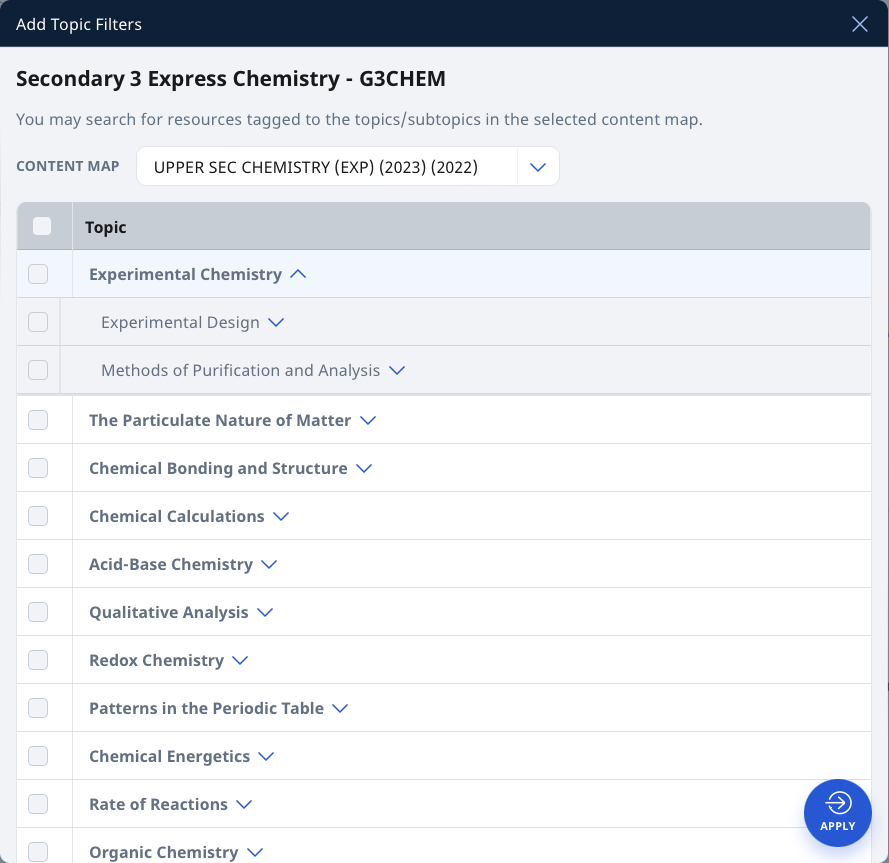 Add Topic Filters
Secondary 3 Express Chemistry - G3CHEM
You may search for resources tagged to the topics/subtopics in the selected content map.
CONTENT MAP UPPER SEC CHEMISTRY (EXP) (2023) (2022)
Topic
Experimental Chemistry
Experimental Design
Methods of Purification and Analysis
The Particulate Nature of Matter
Chemical Bonding and Structure
Chemical Calculations
Acid-Base Chemistry
Qualitative Analysis
Redox Chemistry
Patterns in the Periodic Table
Chemical Energetics
Rate of Reactions
APPLY
Organic Chemistry